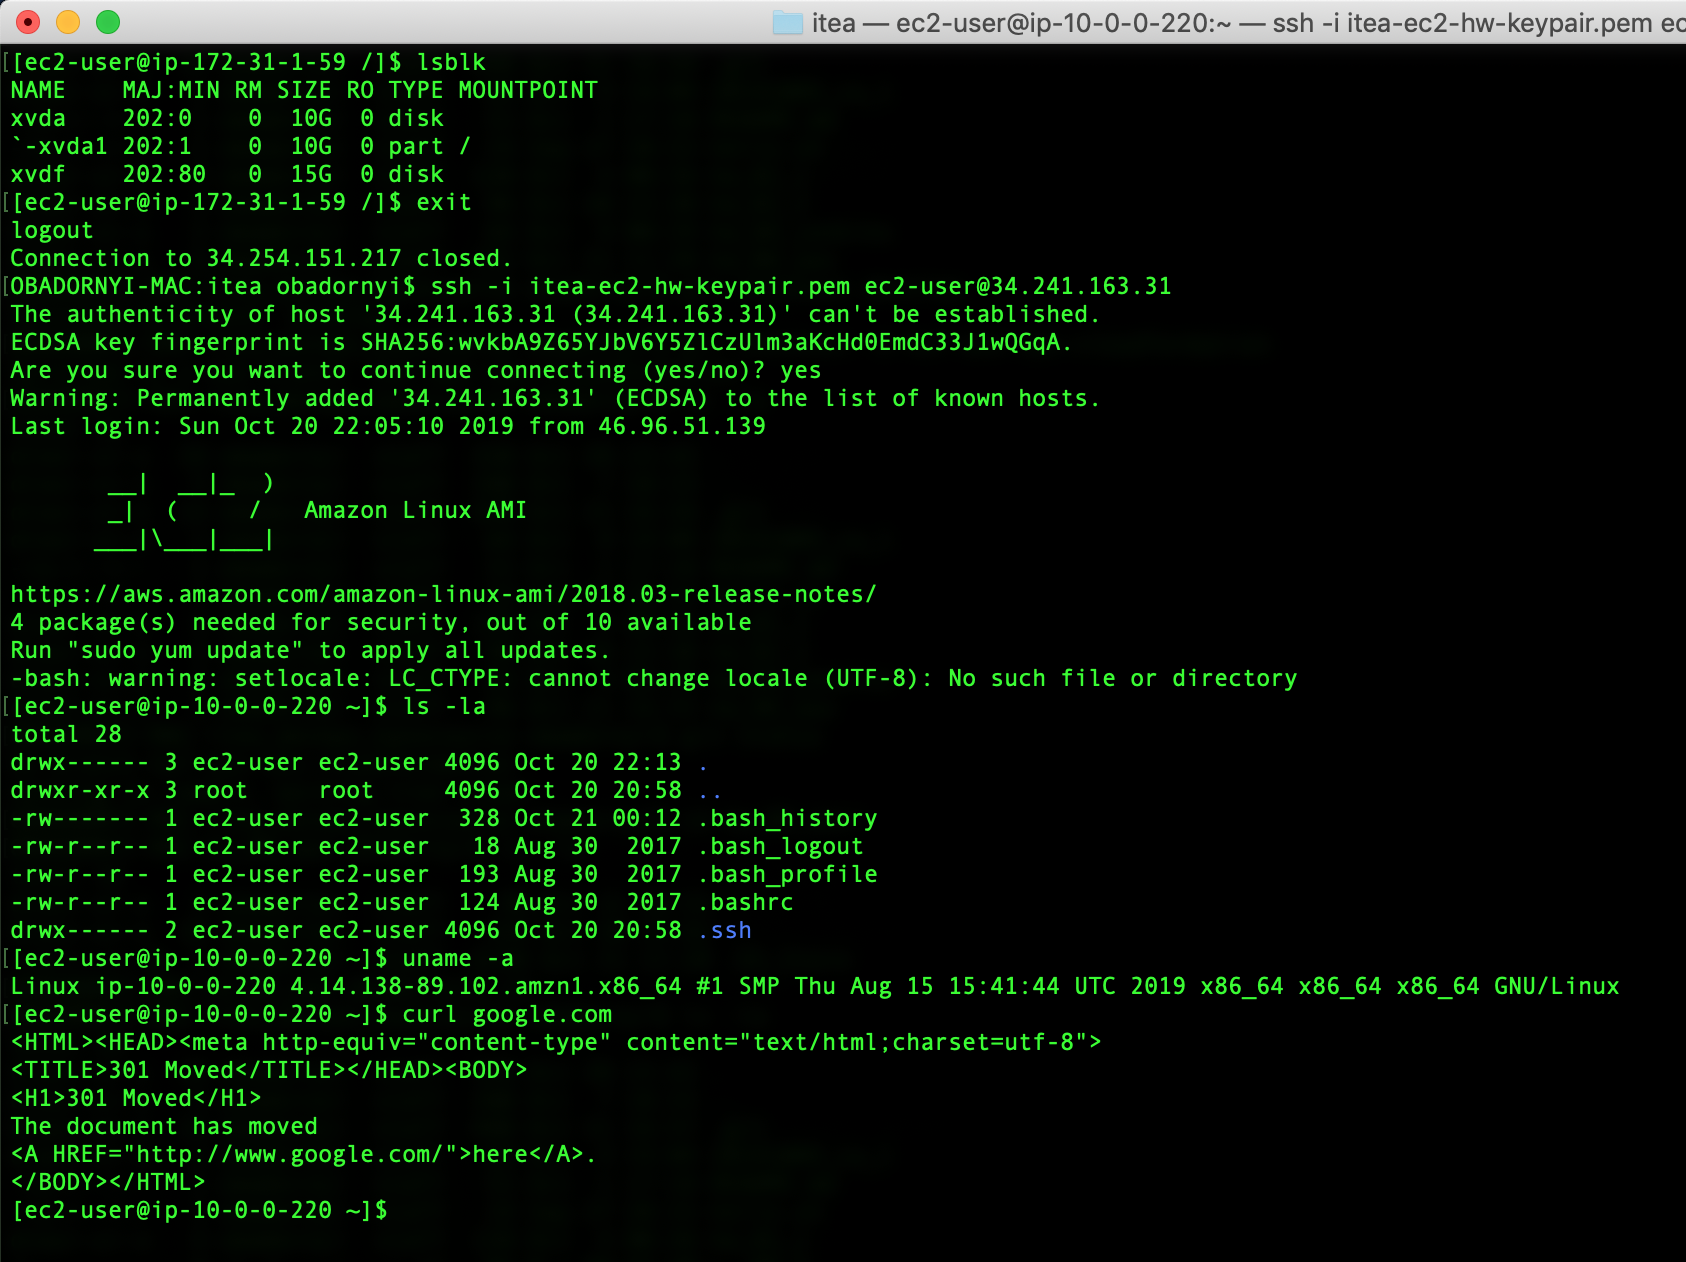 itea — ec2-user@ip-10-0-0-220:~ — ssh -i itea-ec2-hw-keypair.pem ec
[[ec2-user@ip-172-31-1-59 /]$ lsblk
NAME    MAJ:MIN RM SIZE RO TYPE MOUNTPOINT
xvda    202:0    0  10G  0 disk
`-xvda1 202:1    0  10G  0 part /
xvdf    202:80   0  15G  0 disk
[[ec2-user@ip-172-31-1-59 /]$ exit
logout
Connection to 34.254.151.217 closed.
[OBADORNYI-MAC:itea obadornyi$ ssh -i itea-ec2-hw-keypair.pem ec2-user@34.241.163.31
The authenticity of host '34.241.163.31 (34.241.163.31)' can't be established.
ECDSA key fingerprint is SHA256:wvkbA9Z65YJbV6Y5ZlCzUlm3aKcHd0EmdC33J1wQGqA.
Are you sure you want to continue connecting (yes/no)? yes
Warning: Permanently added '34.241.163.31' (ECDSA) to the list of known hosts.
Last login: Sun Oct 20 22:05:10 2019 from 46.96.51.139
       __|  __|_  )
       _|  (     /   Amazon Linux AMI
      ___|\___|___|
https://aws.amazon.com/amazon-linux-ami/2018.03-release-notes/
4 package(s) needed for security, out of 10 available
Run "sudo yum update" to apply all updates.
-bash: warning: setlocale: LC_CTYPE: cannot change locale (UTF-8): No such file or directory
[[ec2-user@ip-10-0-0-220 ~]$ ls -la
total 28
drwx------ 3 ec2-user ec2-user 4096 Oct 20 22:13 .
drwxr-xr-x 3 root     root     4096 Oct 20 20:58 ..
-rw------- 1 ec2-user ec2-user  328 Oct 21 00:12 .bash_history
-rw-r--r-- 1 ec2-user ec2-user   18 Aug 30  2017 .bash_logout
-rw-r--r-- 1 ec2-user ec2-user  193 Aug 30  2017 .bash_profile
-rw-r--r-- 1 ec2-user ec2-user  124 Aug 30  2017 .bashrc
drwx------ 2 ec2-user ec2-user 4096 Oct 20 20:58 .ssh
[[ec2-user@ip-10-0-0-220 ~]$ uname -a
Linux ip-10-0-0-220 4.14.138-89.102.amzn1.x86_64 #1 SMP Thu Aug 15 15:41:44 UTC 2019 x86_64 x86_64 x86_64 GNU/Linux
[[ec2-user@ip-10-0-0-220 ~]$ curl google.com
<HTML><HEAD><meta http-equiv="content-type" content="text/html;charset=utf-8">
<TITLE>301 Moved</TITLE></HEAD><BODY>
<H1>301 Moved</H1>
The document has moved
<A HREF="http://www.google.com/">here</A>.
</BODY></HTML>
[ec2-user@ip-10-0-0-220 ~]$